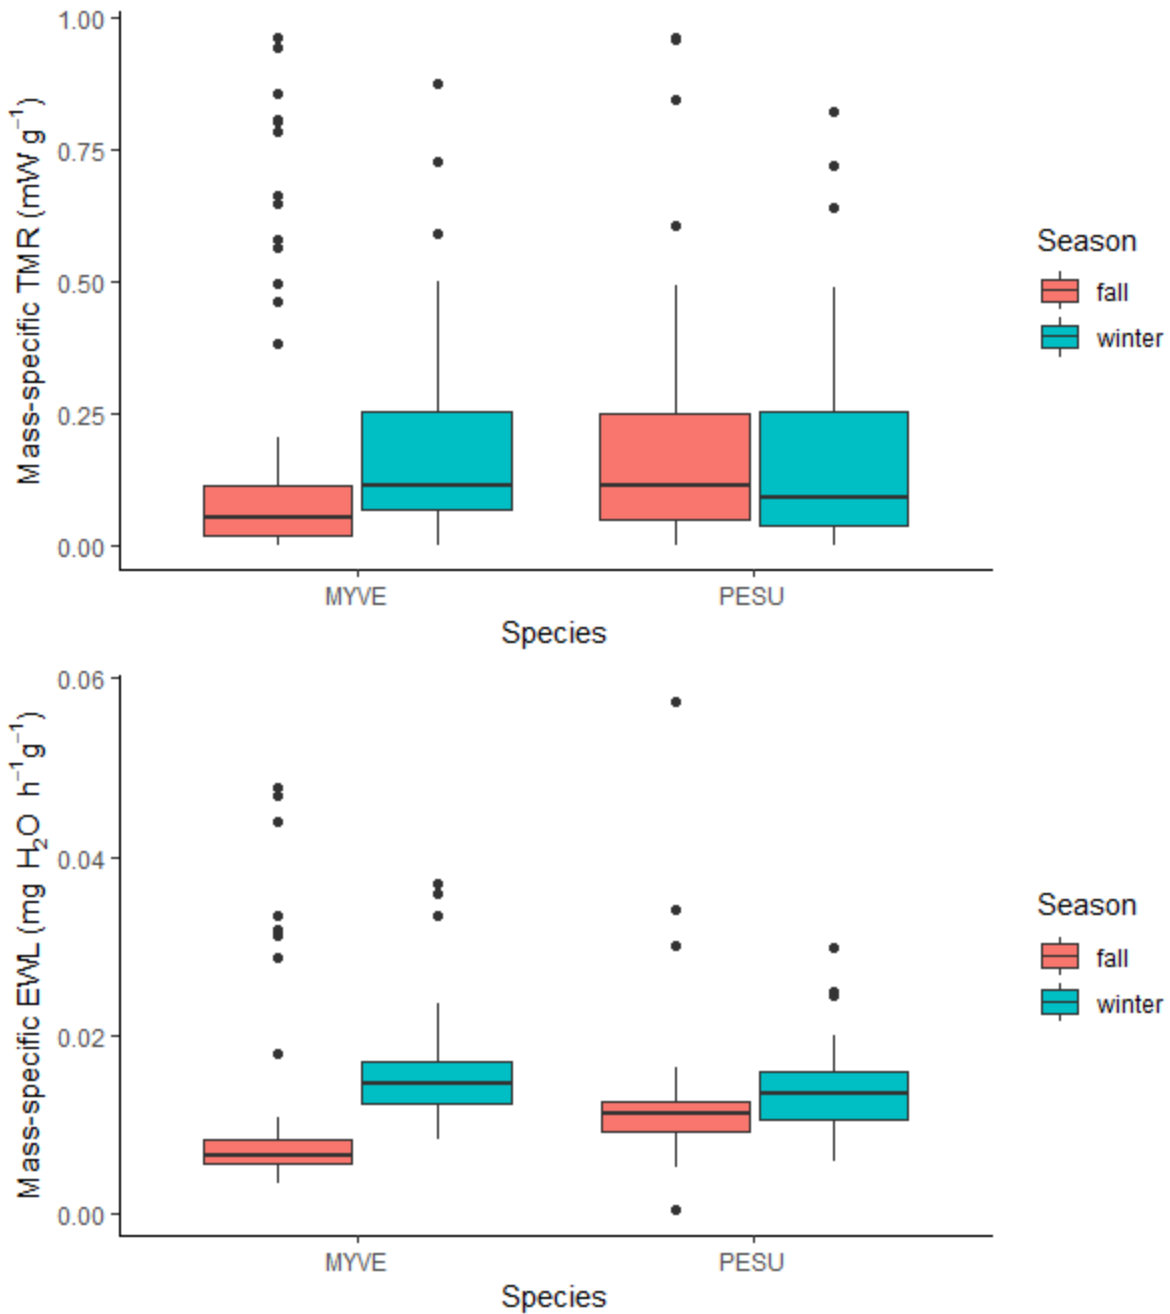 Mass-specific TMR (mW g⁻¹)
1.00
0.75
0.50
0.25
0.00
MYVE PESU
Species
Season
fall
winter
Mass-specific EWL (mg H₂O h⁻¹g⁻¹)
0.06
0.04
0.02
0.00
MYVE PESU
Species
Season
fall
winter